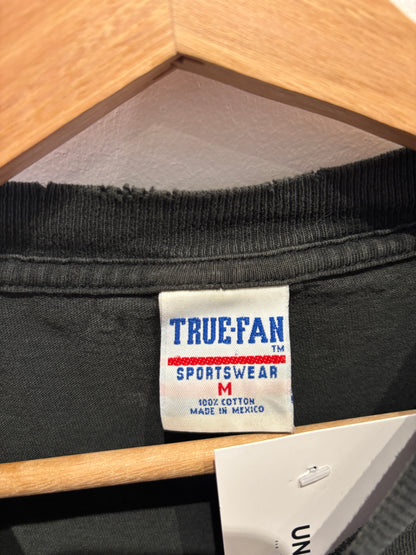 TRUE-FAN
TM
SPORTSWEAR
M
100% COTTON
MADE IN MEXICO
UN